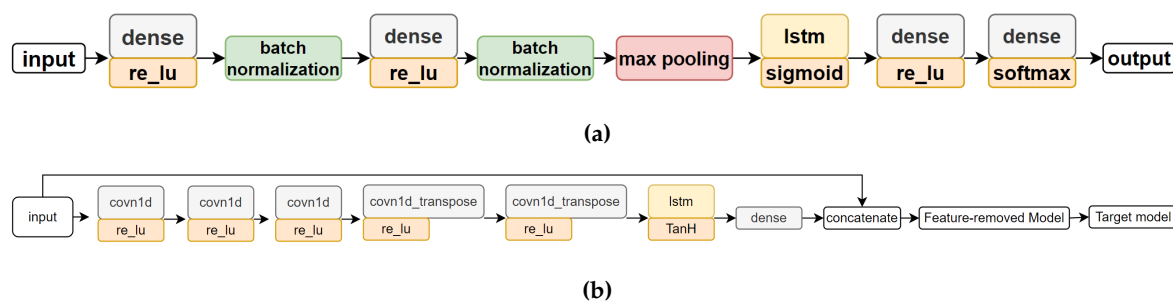 input
dense
re_lu
batch
normalization
dense
re_lu
batch
normalization
max pooling
lstm
sigmoid
dense
re_lu
dense
softmax
output
(a)
input
covn1d
re_lu
covn1d
re_lu
covn1d
re_lu
covn1d_transpose
re_lu
covn1d_transpose
re_lu
lstm
TanH
dense
concatenate
Feature-removed Model
Target model
(b)